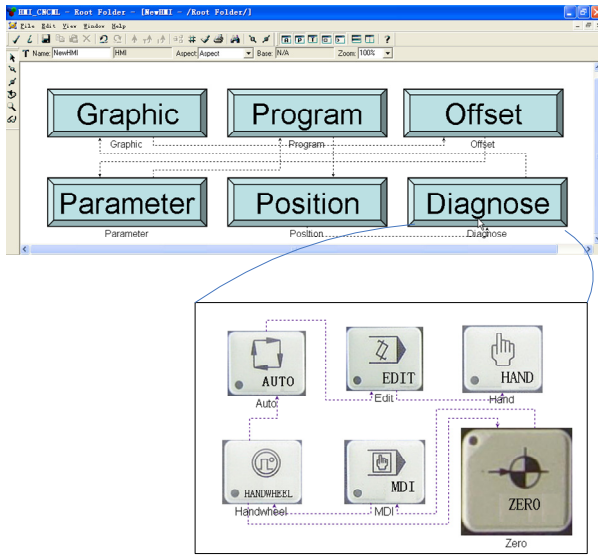 HMI_CNCML - Root Folder - [NewHMI - /Root Folder/]
File Edit View Window Help
Name: NewHMI HMI Aspect: Aspect Base: N/A Zoom: 100%
Graphic Program Offset
Graphic Program Offset
Parameter Position Diagnose
Parameter Position Diagnose
AUTO EDIT HAND
Auto Edit Hand
HANDWHEEL MDI ZERO
Handwheel MDI
Zero